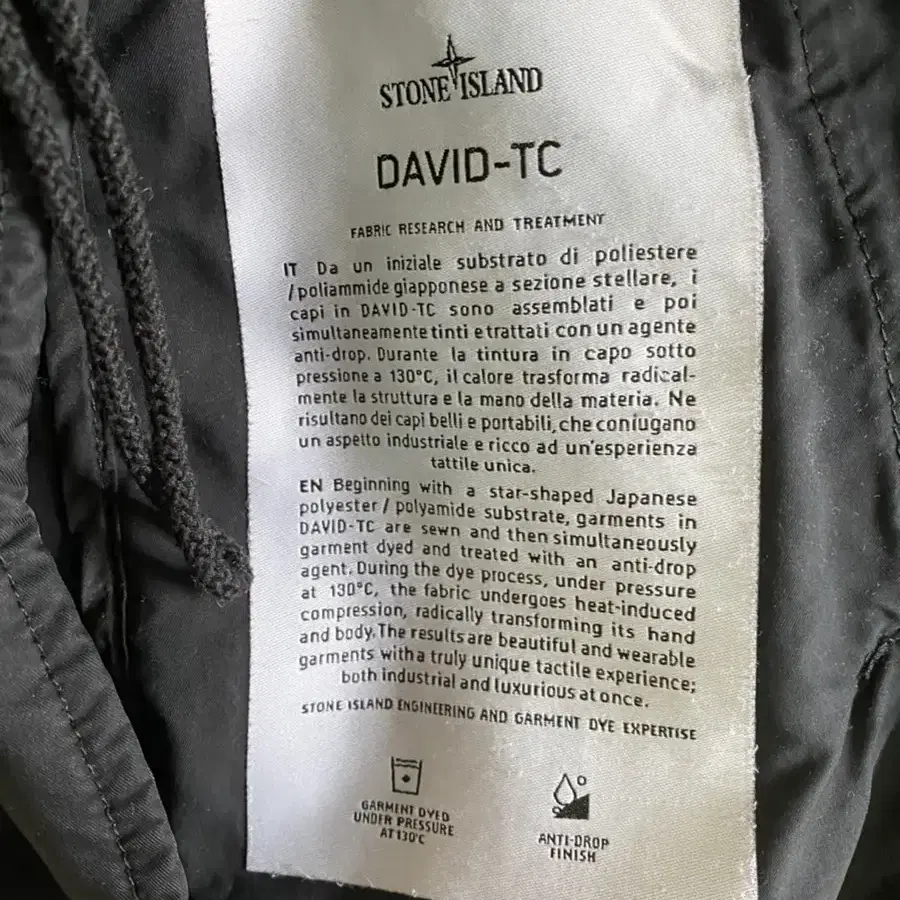 STONE ISLAND
DAVID-TC
FABRIC RESEARCH AND TREATMENT
IT Da un iniziale substrato di poliestere
/poliammide giapponese a sezione stellare, i
capi in DAVID-TC sono assemblati e poi
simultaneamente tinti e trattati con un agente
anti-drop. Durante la tintura in capo sotto
pressione a 130°C, il calore trasforma radical-
mente la struttura e la mano della materia. Ne
risultano dei capi belli e portabili, che coniugano
un aspetto industriale e ricco ad un'esperienza
tattile unica.
EN Beginning with a star-shaped Japanese
polyester / polyamide substrate, garments in
DAVID-TC are sewn and then simultaneously
garment dyed and treated with an anti-drop
agent. During the dye process, under pressure
at 130°C, the fabric undergoes heat-induced
compression, radically transforming its hand
and body. The results are beautiful and wearable
garments with a truly unique tactile experience;
both industrial and luxurious at once.
STONE ISLAND ENGINEERING AND GARMENT DYE EXPERTISE
GARMENT DYED
UNDER PRESSURE
AT 130°C
ANTI-DROP
FINISH